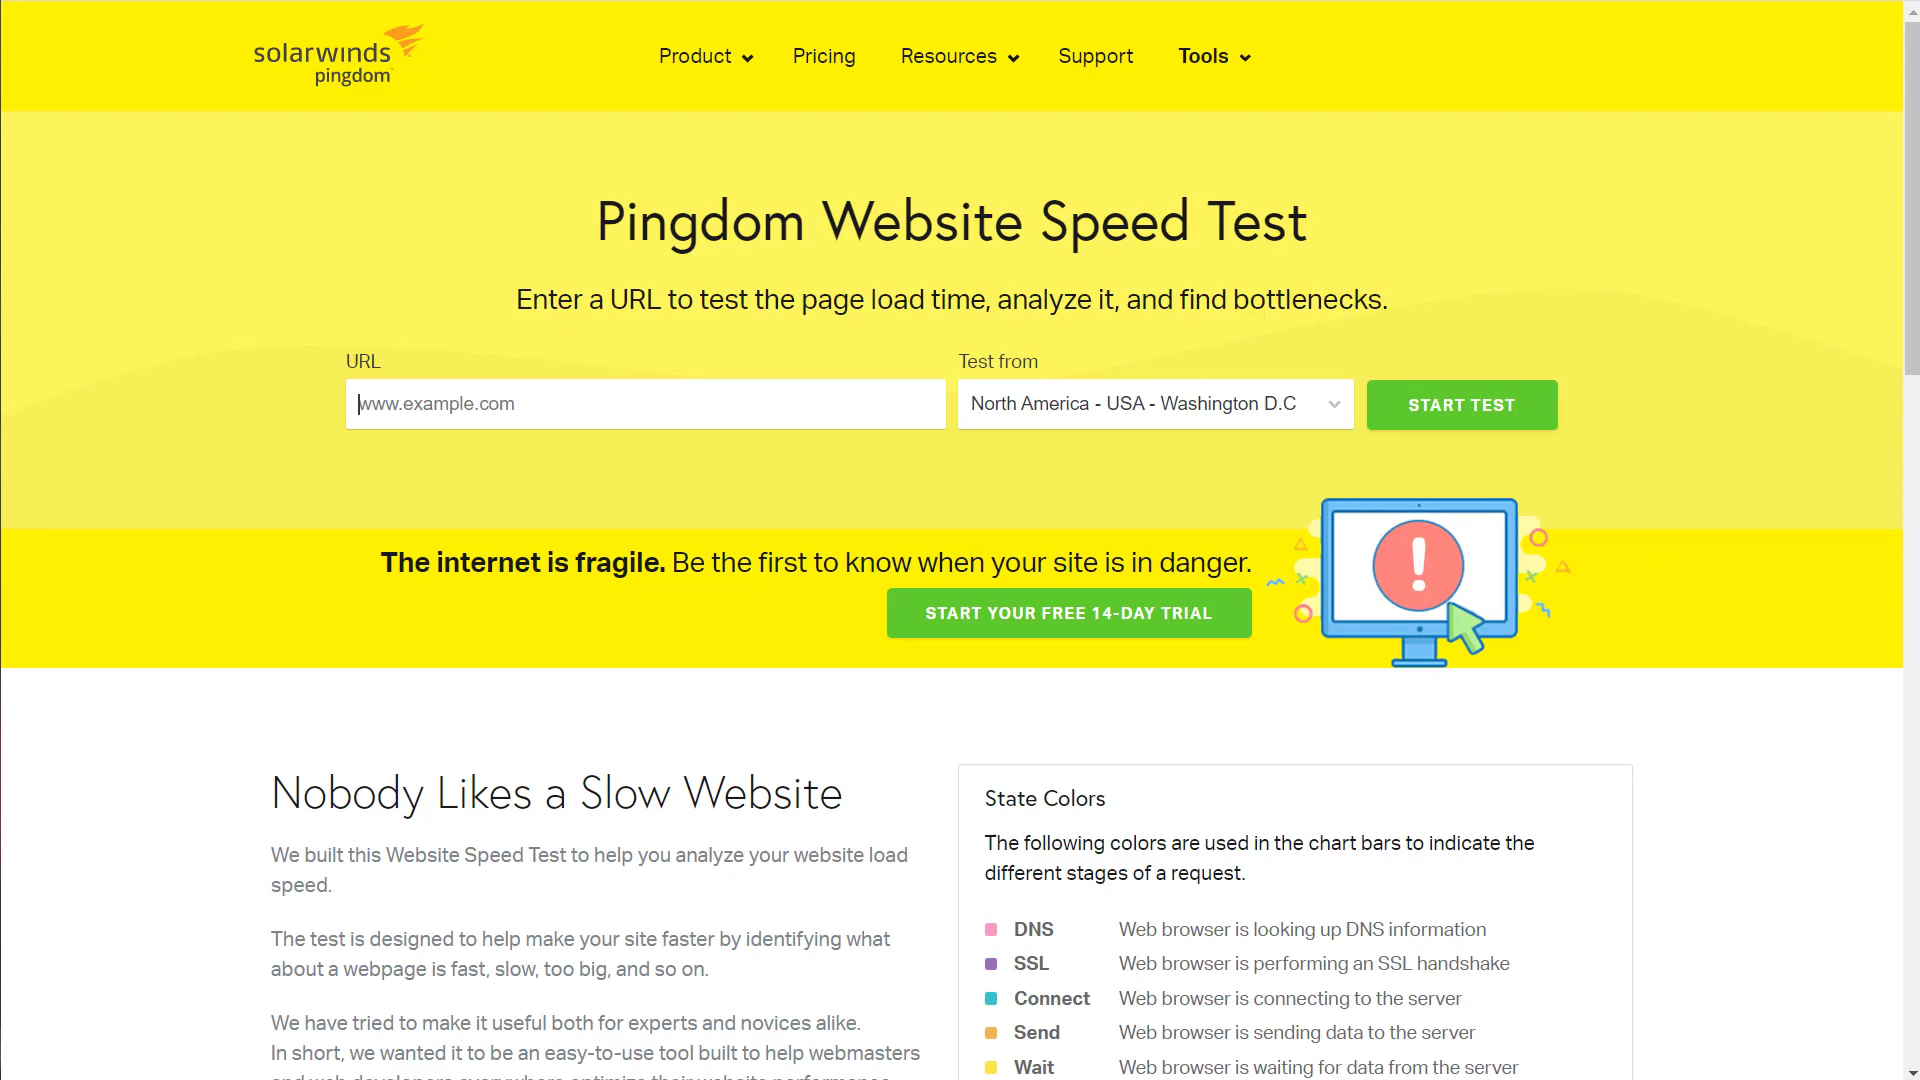 solarwinds
pingdom
Product
Pricing
Resources
Support
Tools
Pingdom Website Speed Test
Enter a URL to test the page load time, analyze it, and find bottlenecks.
URL
Test from
www.example.com
North America - USA - Washington D.C
START TEST
The internet is fragile. Be the first to know when your site is in danger.
START YOUR FREE 14-DAY TRIAL
Nobody Likes a Slow Website
We built this Website Speed Test to help you analyze your website load
speed.
The test is designed to help make your site faster by identifying what
about a webpage is fast, slow, too big, and so on.
We have tried to make it useful both for experts and novices alike.
In short, we wanted it to be an easy-to-use tool built to help webmasters
State Colors
The following colors are used in the chart bars to indicate the
different stages of a request.
DNS Web browser is looking up DNS information
SSL Web browser is performing an SSL handshake
Connect Web browser is connecting to the server
Send Web browser is sending data to the server
Wait Web browser is waiting for data from the server